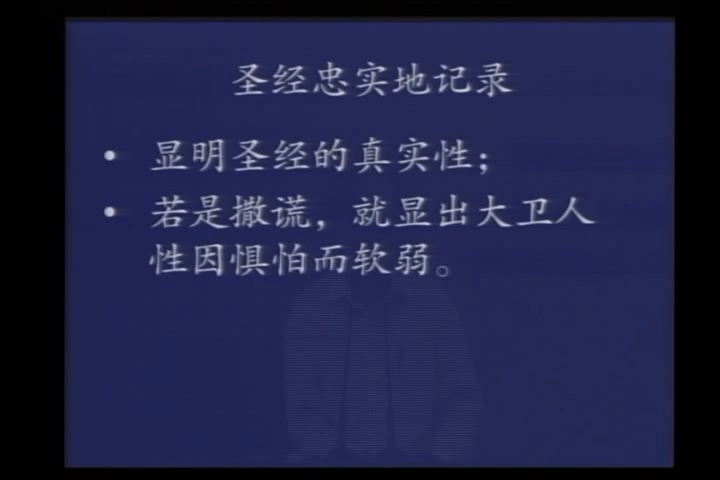 圣经忠实地记录
• 显明圣经的真实性；
• 若是撒谎，就显出大卫人
性因惧怕而软弱。